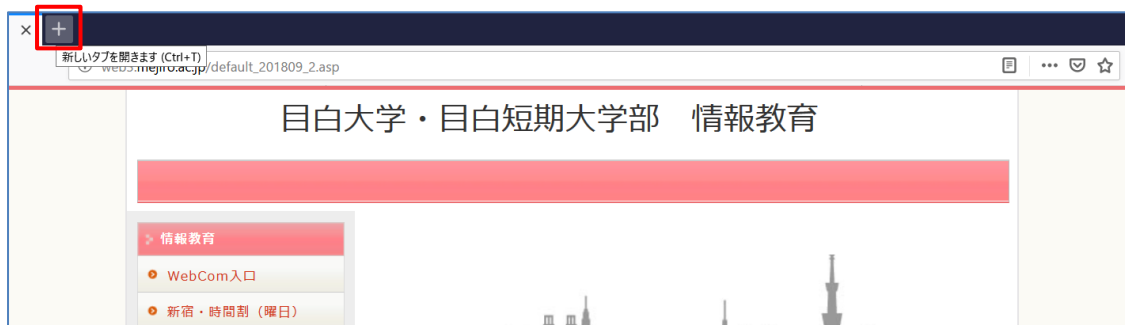 新しいタブを開きます (Ctrl+T)
web3.mejiro.ac.jp/default_201809_2.asp
目白大学・目白短期大学部　情報教育
情報教育
WebCom入口
新宿・時間割（曜日）